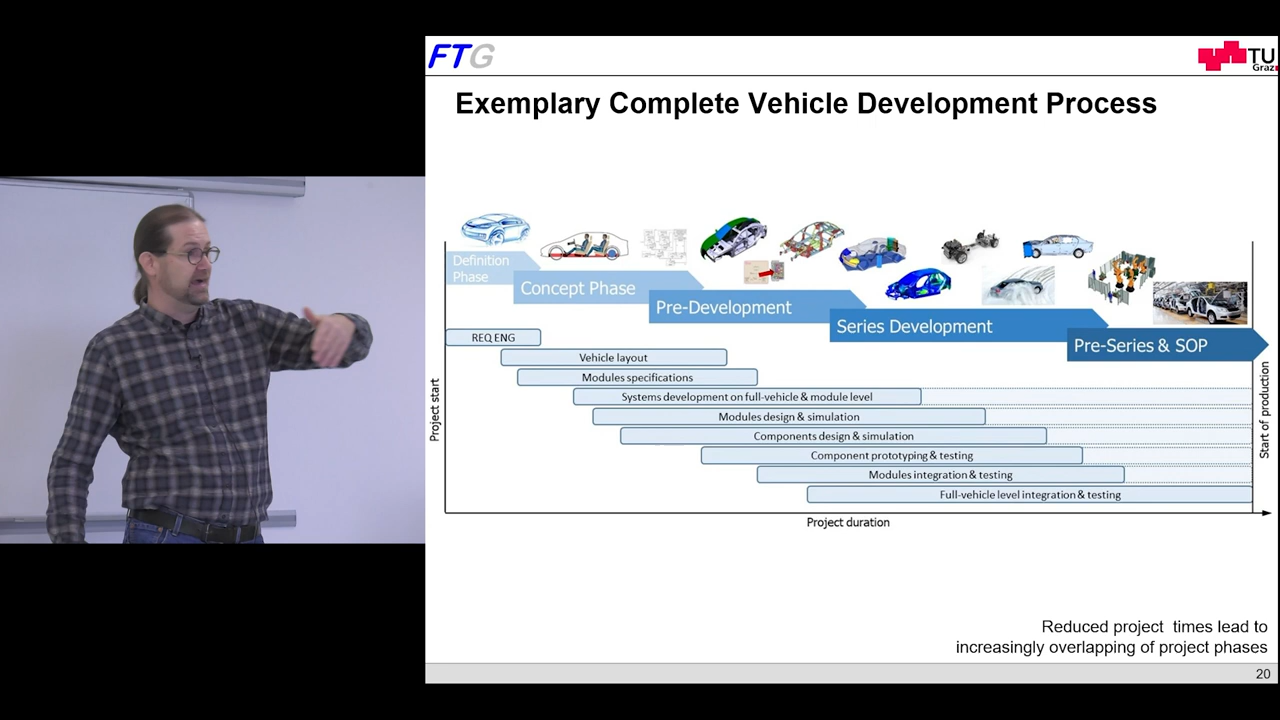 FTG
TU
Graz
Exemplary Complete Vehicle Development Process
Definition
Phase
Concept Phase
Pre-Development
Series Development
Pre-Series & SOP
REQ ENG
Vehicle layout
Modules specifications
Systems development on full-vehicle & module level
Modules design & simulation
Components design & simulation
Component prototyping & testing
Modules integration & testing
Full-vehicle level integration & testing
Project start
Start of production
Project duration
Reduced project times lead to
increasingly overlapping of project phases
20